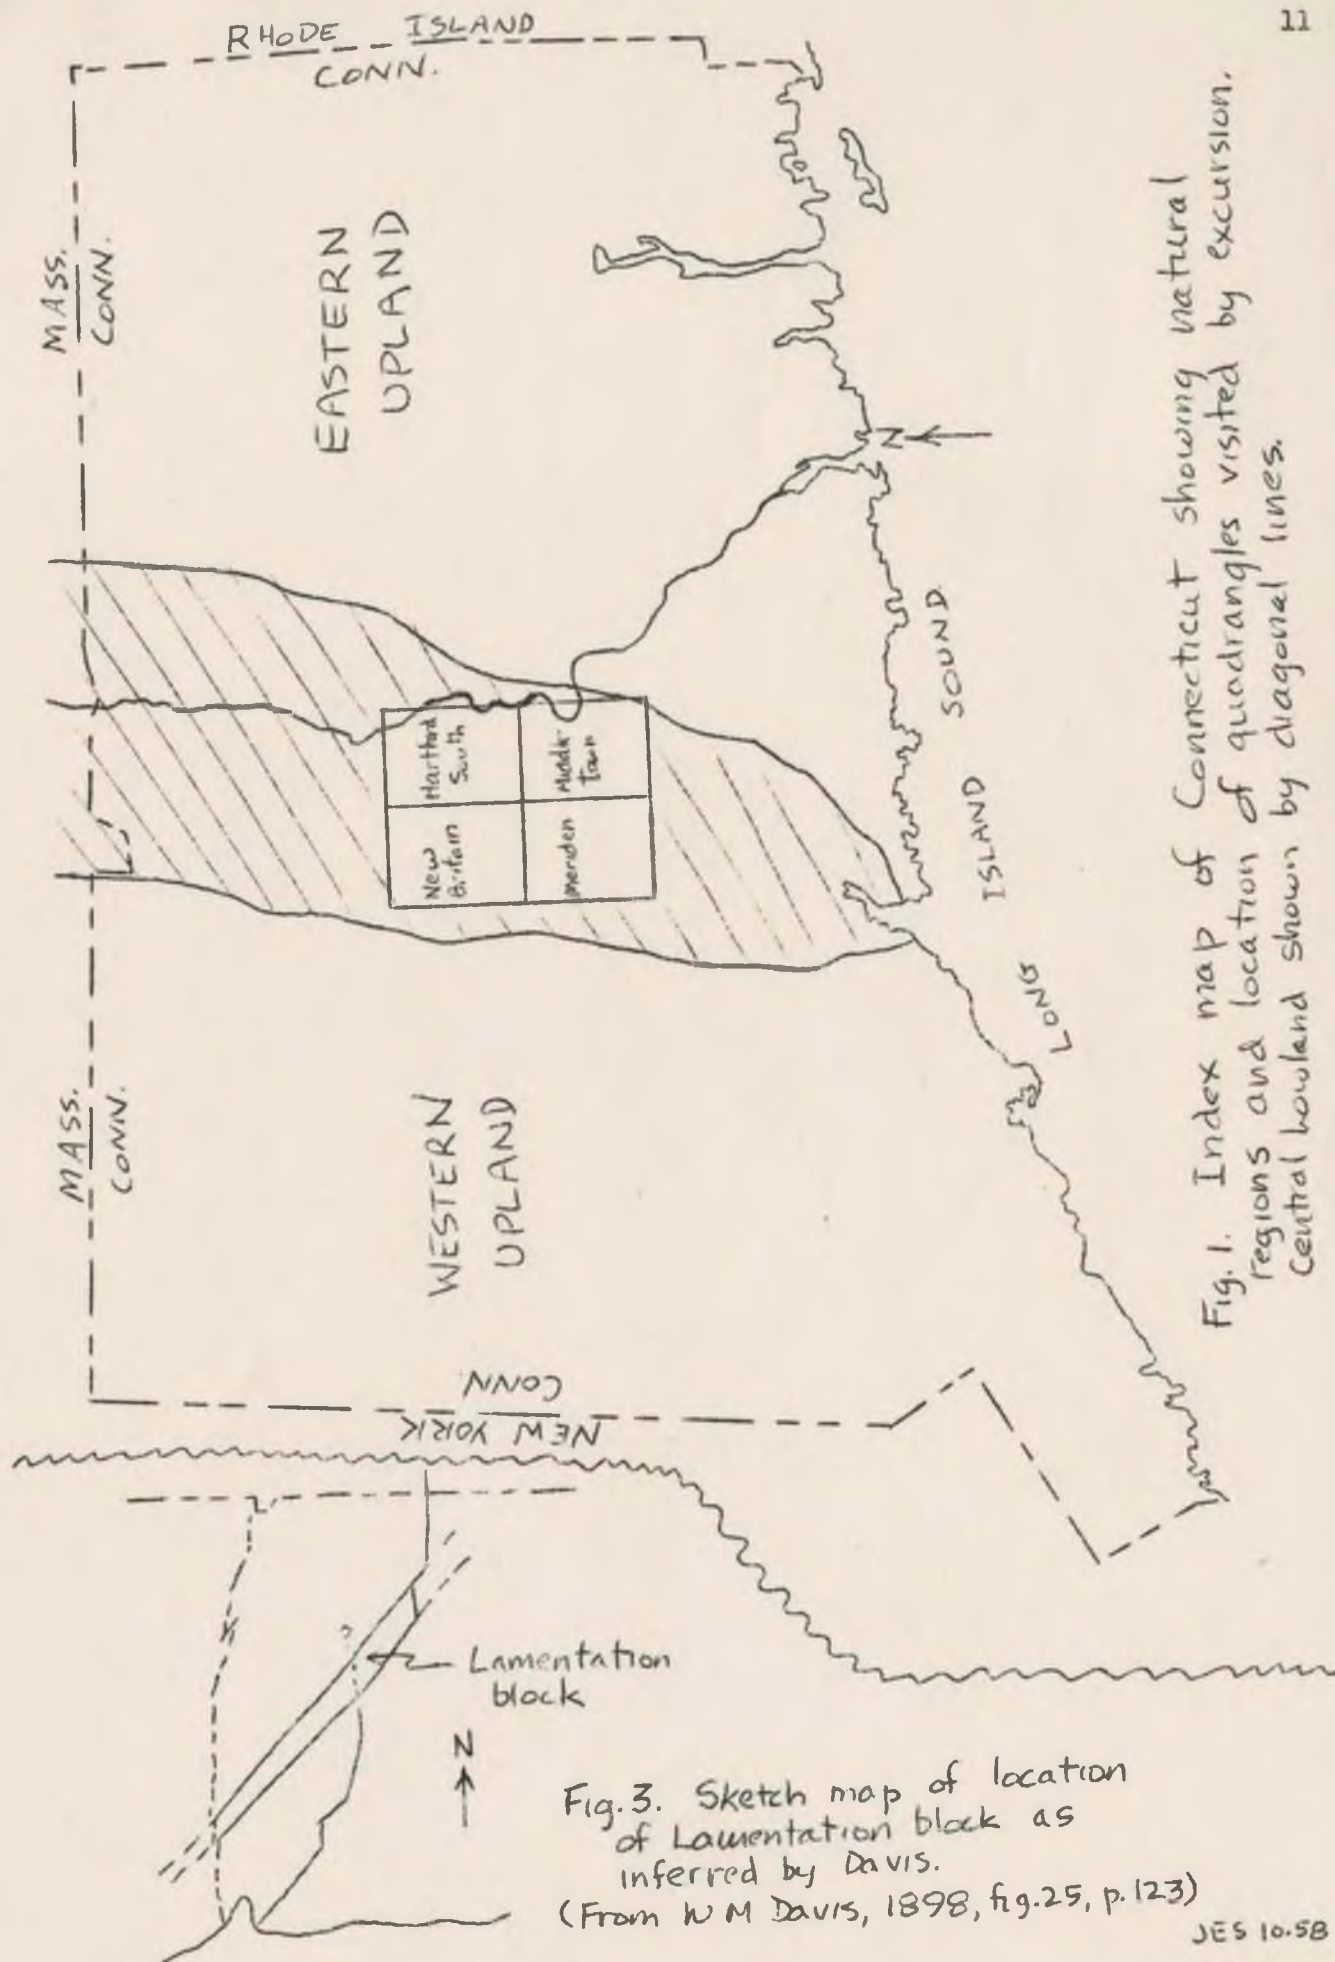 11
RHODE ISLAND
CONN.
MASS.
CONN.
EASTERN
UPLAND
N
Hartford
South
New
Britain
Middle-
town
Meriden
LONG ISLAND SOUND
MASS.
CONN.
WESTERN
UPLAND
CONN
NEW YORK
Fig. 1. Index map of Connecticut showing natural
regions and location of quadrangles visited by excursion.
Central Lowland shown by diagonal lines.
Lamentation
block
N
Fig. 3. Sketch map of location
of Lamentation block as
inferred by Davis.
(From W M Davis, 1898, fig. 25, p. 123)
JES 10.58